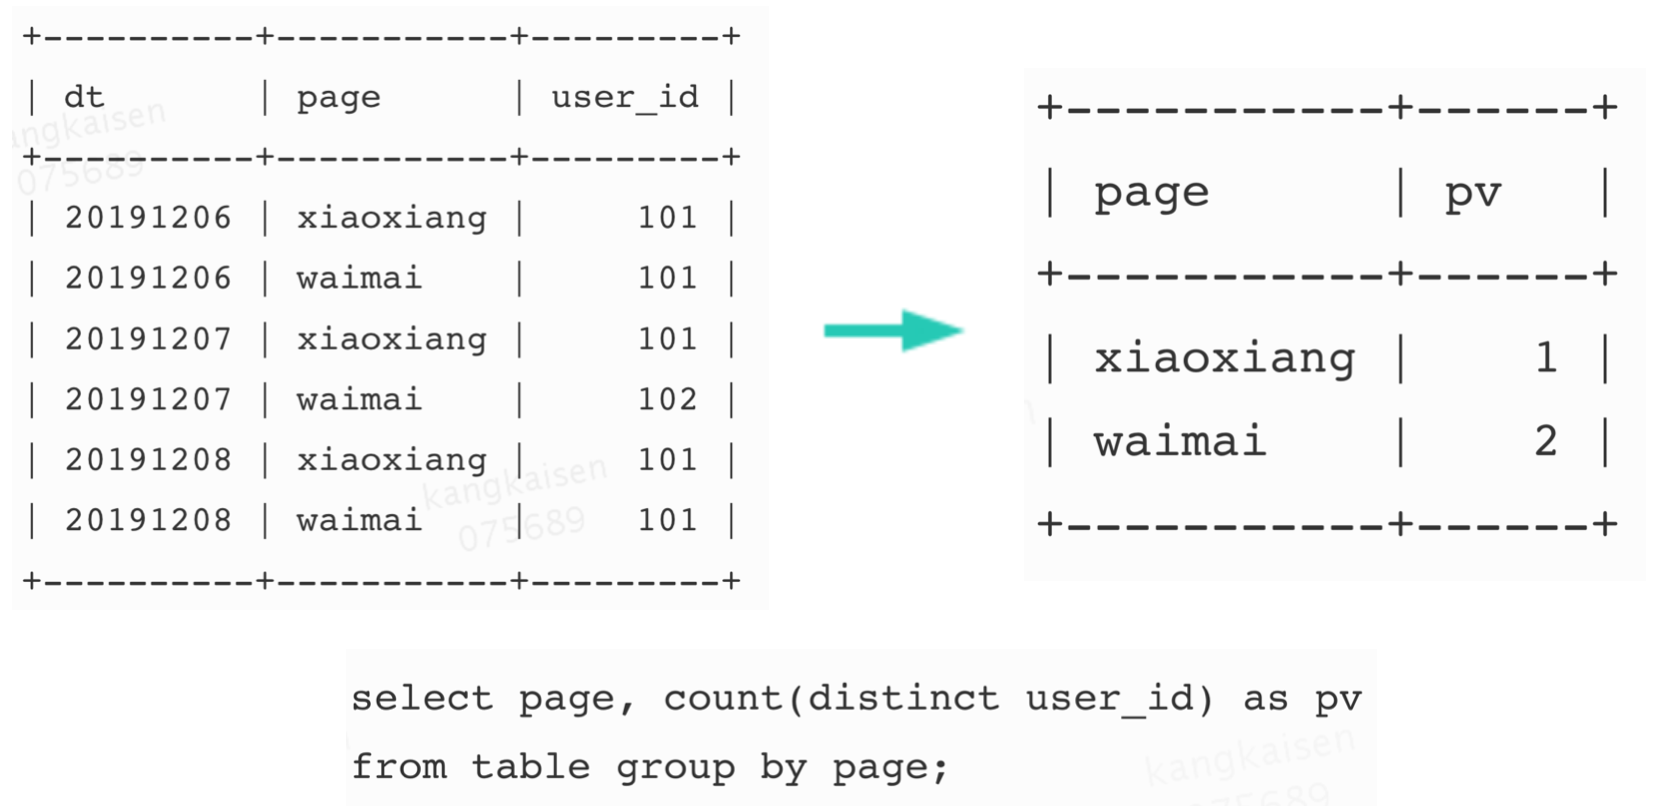 +----------+-----------+---------+
| dt       | page      | user_id |
+----------+-----------+---------+
| 20191206 | xiaoxiang |     101 |
| 20191206 | waimai    |     101 |
| 20191207 | xiaoxiang |     101 |
| 20191207 | waimai    |     102 |
| 20191208 | xiaoxiang |     101 |
| 20191208 | waimai    |     101 |
+----------+-----------+---------+
angkaisen
075689
kangkaisen
075689
+-----------+------+
| page      | pv   |
+-----------+------+
| xiaoxiang |    1 |
| waimai    |    2 |
+-----------+------+
select page, count(distinct user_id) as pv
from table group by page;
kangkaisen
075689